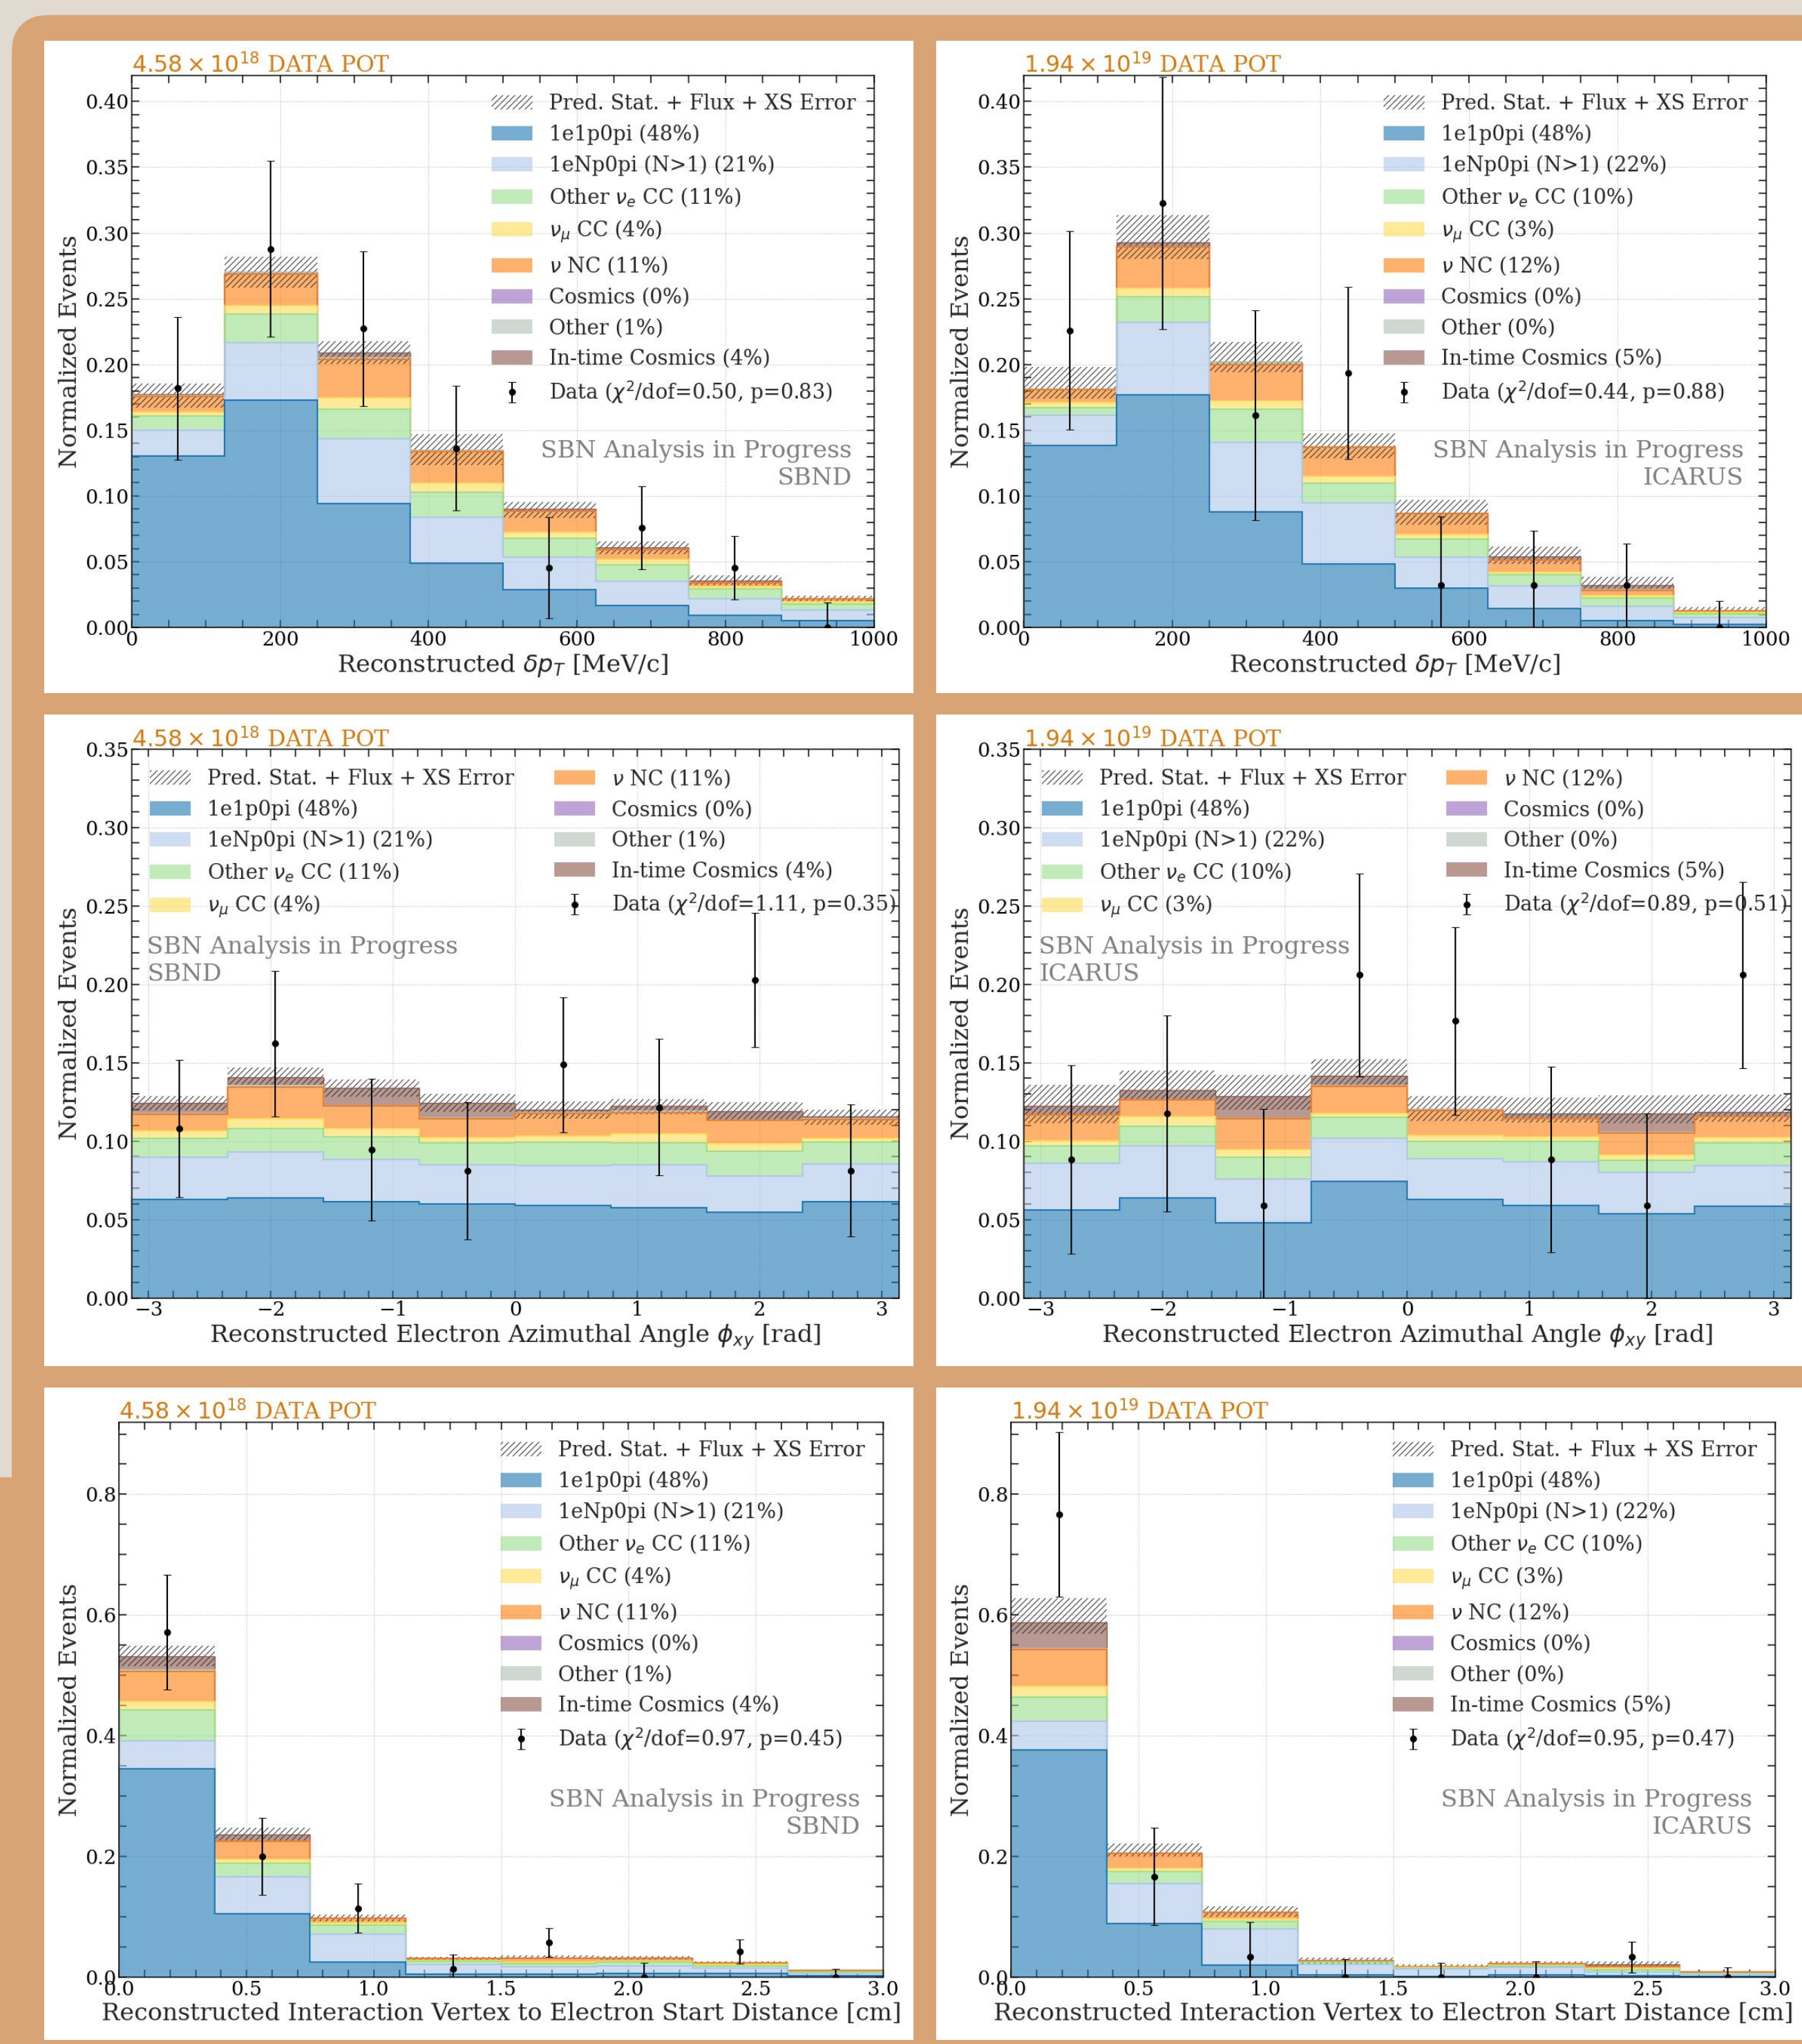 4.58 × 10¹⁸ DATA POT
Normalized Events
0.40
0.35
0.30
0.25
0.20
0.15
0.10
0.05
0.00
Pred. Stat. + Flux + XS Error
1e1p0pi (48%)
1eNp0pi (N>1) (21%)
Other νₑ CC (11%)
ν_μ CC (4%)
ν NC (11%)
Cosmics (0%)
Other (1%)
In-time Cosmics (4%)
Data (χ²/dof=0.50, p=0.83)
SBN Analysis in Progress
SBND
0 200 400 600 800 1000
Reconstructed δp_T [MeV/c]
1.94 × 10¹⁹ DATA POT
Normalized Events
0.40
0.35
0.30
0.25
0.20
0.15
0.10
0.05
0.00
Pred. Stat. + Flux + XS Error
1e1p0pi (48%)
1eNp0pi (N>1) (22%)
Other νₑ CC (10%)
ν_μ CC (3%)
ν NC (12%)
Cosmics (0%)
Other (0%)
In-time Cosmics (5%)
Data (χ²/dof=0.44, p=0.88)
SBN Analysis in Progress
ICARUS
0 200 400 600 800 1000
Reconstructed δp_T [MeV/c]
4.58 × 10¹⁸ DATA POT
Normalized Events
0.35
0.30
0.25
0.20
0.15
0.10
0.05
0.00
Pred. Stat. + Flux + XS Error
1e1p0pi (48%)
1eNp0pi (N>1) (21%)
Other νₑ CC (11%)
ν_μ CC (4%)
ν NC (11%)
Cosmics (0%)
Other (1%)
In-time Cosmics (4%)
Data (χ²/dof=1.11, p=0.35)
SBN Analysis in Progress
SBND
−3 −2 −1 0 1 2 3
Reconstructed Electron Azimuthal Angle ϕ_xy [rad]
1.94 × 10¹⁹ DATA POT
Normalized Events
0.35
0.30
0.25
0.20
0.15
0.10
0.05
0.00
Pred. Stat. + Flux + XS Error
1e1p0pi (48%)
1eNp0pi (N>1) (22%)
Other νₑ CC (10%)
ν_μ CC (3%)
ν NC (12%)
Cosmics (0%)
Other (0%)
In-time Cosmics (5%)
Data (χ²/dof=0.89, p=0.51)
SBN Analysis in Progress
ICARUS
−3 −2 −1 0 1 2 3
Reconstructed Electron Azimuthal Angle ϕ_xy [rad]
4.58 × 10¹⁸ DATA POT
Normalized Events
0.8
0.6
0.4
0.2
0.0
Pred. Stat. + Flux + XS Error
1e1p0pi (48%)
1eNp0pi (N>1) (21%)
Other νₑ CC (11%)
ν_μ CC (4%)
ν NC (11%)
Cosmics (0%)
Other (1%)
In-time Cosmics (4%)
Data (χ²/dof=0.97, p=0.45)
SBN Analysis in Progress
SBND
0.0 0.5 1.0 1.5 2.0 2.5 3.0
Reconstructed Interaction Vertex to Electron Start Distance [cm]
1.94 × 10¹⁹ DATA POT
Normalized Events
0.8
0.6
0.4
0.2
0.0
Pred. Stat. + Flux + XS Error
1e1p0pi (48%)
1eNp0pi (N>1) (22%)
Other νₑ CC (10%)
ν_μ CC (3%)
ν NC (12%)
Cosmics (0%)
Other (0%)
In-time Cosmics (5%)
Data (χ²/dof=0.95, p=0.47)
SBN Analysis in Progress
ICARUS
0.0 0.5 1.0 1.5 2.0 2.5 3.0
Reconstructed Interaction Vertex to Electron Start Distance [cm]